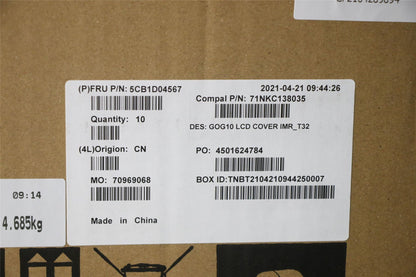 (P)FRU P/N: 5CB1D04567
2021-04-21 09:44:26
Compal P/N: 71NKC138035
Quantity: 10
DES: GOG10 LCD COVER IMR_T32
(4L)Origion: CN
PO: 4501624784
MO: 70969068
BOX ID:TNBT2104210944250007
Made in China
09:14
4.685kg